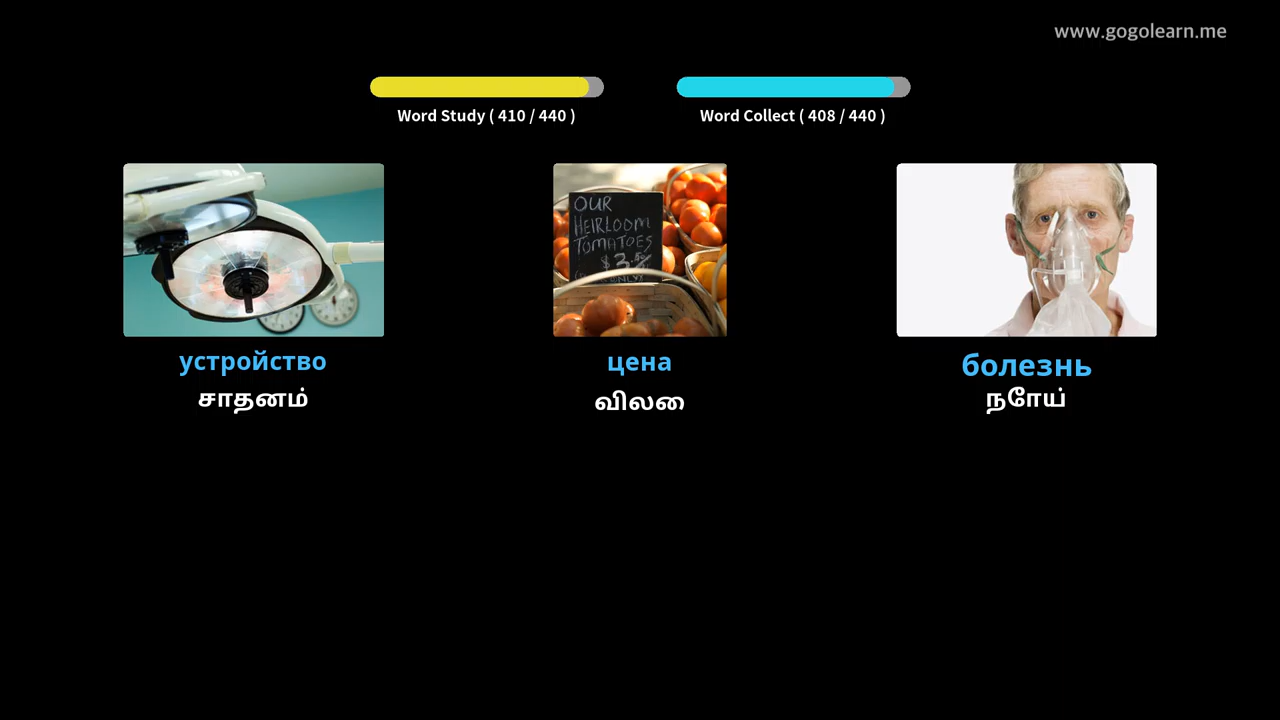 www.gogolearn.me
Word Study ( 410 / 440 )
Word Collect ( 408 / 440 )
OUR
HEIRLOOM
TOMATOES
устройство
цена
болезнь
சாதனம்
விலை
நோய்